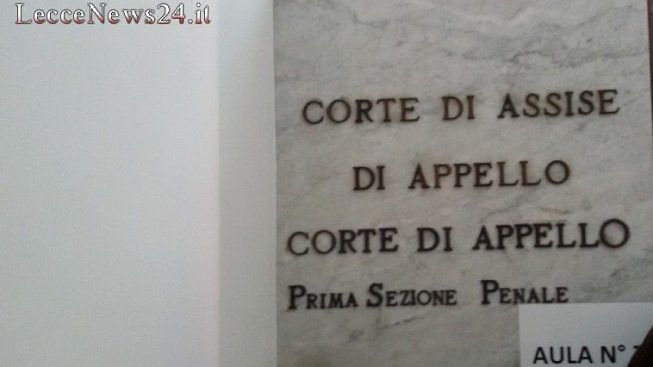 LecceNews24.it
CORTE DI ASSISE
DI APPELLO
CORTE DI APPELLO
PRIMA SEZIONE PENALE
AULA N°